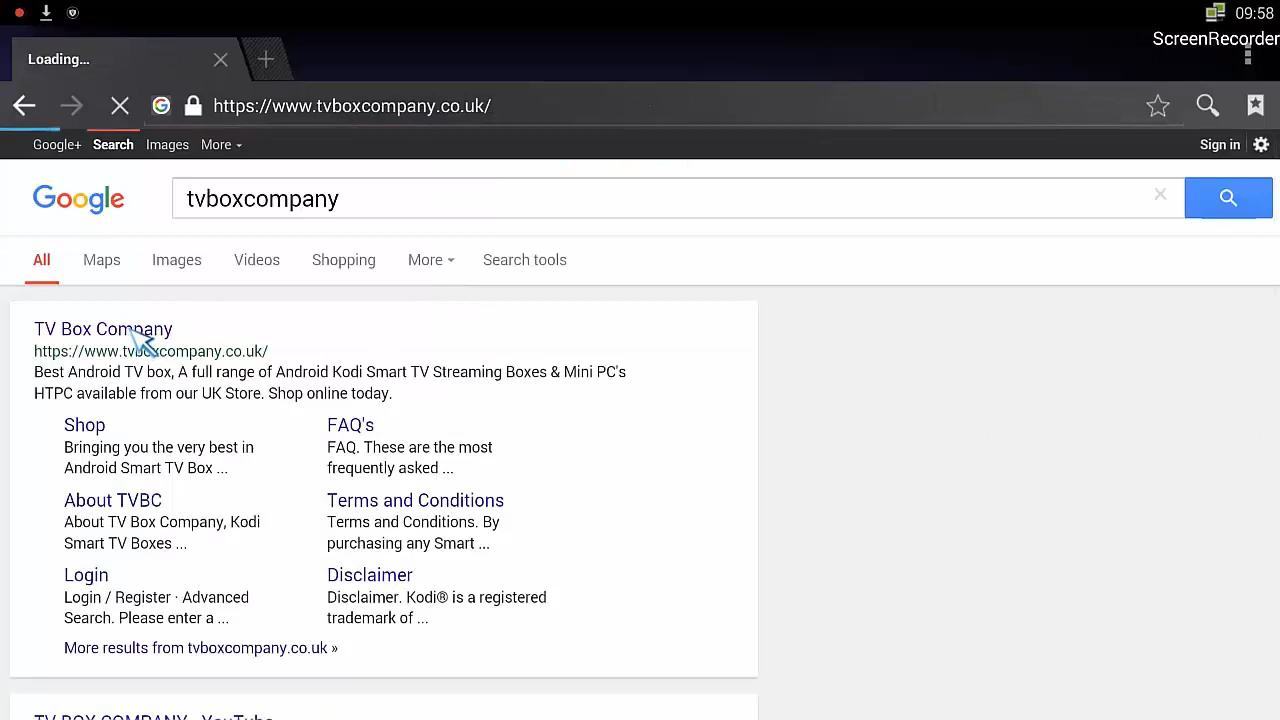 09:58
ScreenRecorder
Loading...
https://www.tvboxcompany.co.uk/
Google+ Search Images More Sign in
Google tvboxcompany
All Maps Images Videos Shopping More Search tools
TV Box Company
https://www.tvboxcompany.co.uk/
Best Android TV box, A full range of Android Kodi Smart TV Streaming Boxes & Mini PC's
HTPC available from our UK Store. Shop online today.
Shop
Bringing you the very best in
Android Smart TV Box ...
FAQ's
FAQ. These are the most
frequently asked ...
About TVBC
About TV Box Company, Kodi
Smart TV Boxes ...
Terms and Conditions
Terms and Conditions. By
purchasing any Smart ...
Login
Login / Register · Advanced
Search. Please enter a ...
Disclaimer
Disclaimer. Kodi® is a registered
trademark of ...
More results from tvboxcompany.co.uk »
TV BOX COMPANY - YouTube